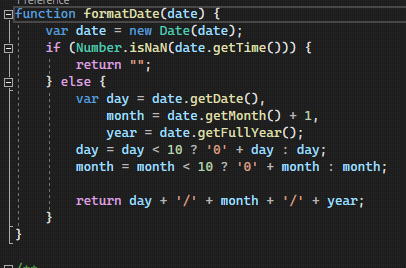 1 reference
function formatDate(date) {
    var date = new Date(date);
    if (Number.isNaN(date.getTime())) {
        return "";
    } else {
        var day = date.getDate(),
            month = date.getMonth() + 1,
            year = date.getFullYear();
        day = day < 10 ? '0' + day : day;
        month = month < 10 ? '0' + month : month;

        return day + '/' + month + '/' + year;
    }
}
/**